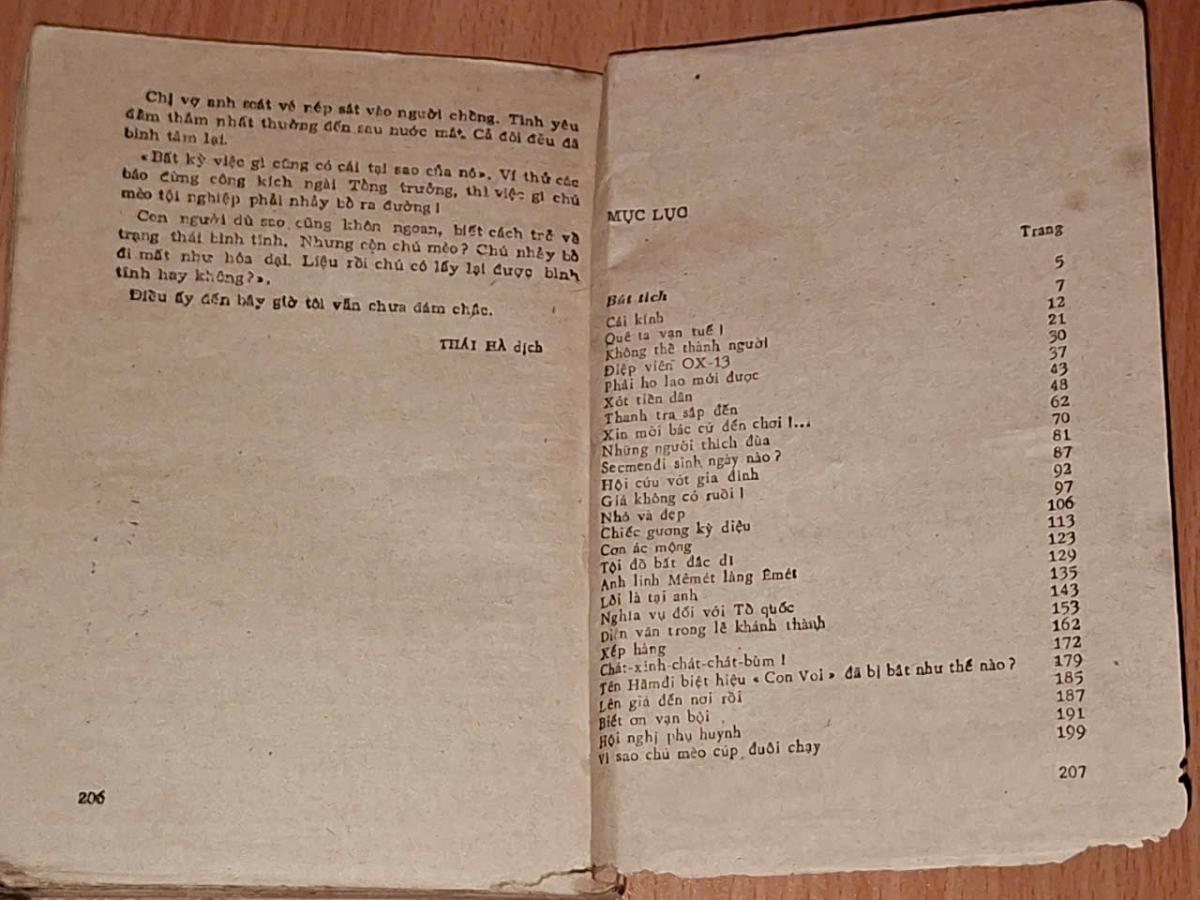 Chị vợ anh soát vé nép sát vào người chồng. Tình yêu
đằm thắm nhất thường đến sau nước mắt. Cả đôi đều đã
bình tâm lại.
«Bất kỳ việc gì cũng có cái tại sao của nó». Ví thử các
báo đừng công kích ngài Tổng trưởng, thì việc gì chú
mèo tội nghiệp phải nhảy bổ ra đường!
Con người dù sao cũng khôn ngoan, biết cách trở về
trạng thái bình tĩnh. Nhưng còn chú mèo? Chú nhảy bổ
đi mất như hóa dại. Liệu rồi chú có lấy lại được bình
tĩnh hay không?».
Điều ấy đến bây giờ tôi vẫn chưa dám chắc.
THÁI HÀ dịch
206
MỤC LỤC
Trang
5
Bút tích 7
Cái kính 12
Quê ta vạn tuế! 21
Không thể thành người 30
Điệp viên OX-13 37
Phải ho lao mới được 43
Xót tiền dân 48
Thanh tra sắp đến 62
Xin mời bác cứ đến chơi!... 70
Những người thích đùa 81
Secmenđi sinh ngày nào? 87
Hội cứu vớt gia đình 92
Giá không có ruồi! 97
Nhỏ và đẹp 106
Chiếc gương kỳ diệu 113
Cơn ác mộng 123
Tội đồ bất đắc dĩ 129
Anh lính Mêmét làng Êmét 135
Lỗi là tại anh 143
Nghĩa vụ đối với Tổ quốc 153
Diễn văn trong lễ khánh thành 162
Xếp hàng 172
Chát-xình-chát-chát-bùm! 179
Tên Hămđi biệt hiệu «Con Voi» đã bị bắt như thế nào? 185
Lên giá đến nơi rồi 187
Biết ơn vạn bội 191
Hội nghị phụ huynh 199
Vì sao chú mèo cúp đuôi chạy
207